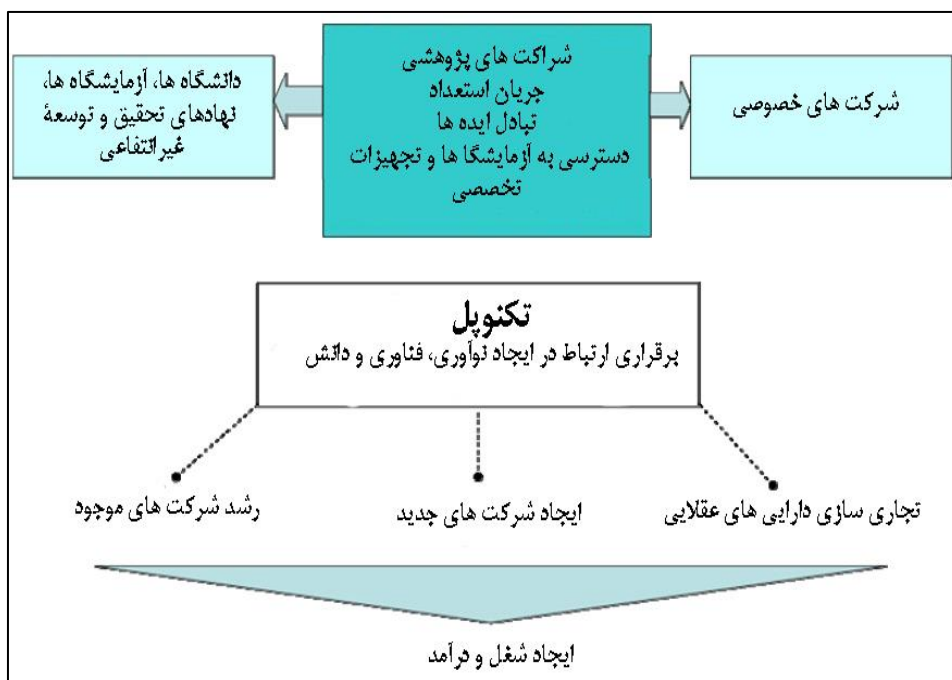 شرکت های خصوصی
شراکت های پژوهشی
جریان استعداد
تبادل ایده ها
دسترسی به آزمایشگا ها و تجهیزات
تخصصی
دانشگاه ها، آزمایشگاه ها،
نهادهای تحقیق و توسعۀ
غیرانتفاعی
تکنوپل
برقراری ارتباط در ایجاد نوآوری، فناوری و دانش
تجاری سازی دارایی های عقلایی
ایجاد شرکت های جدید
رشد شرکت های موجود
ایجاد شغل و درآمد